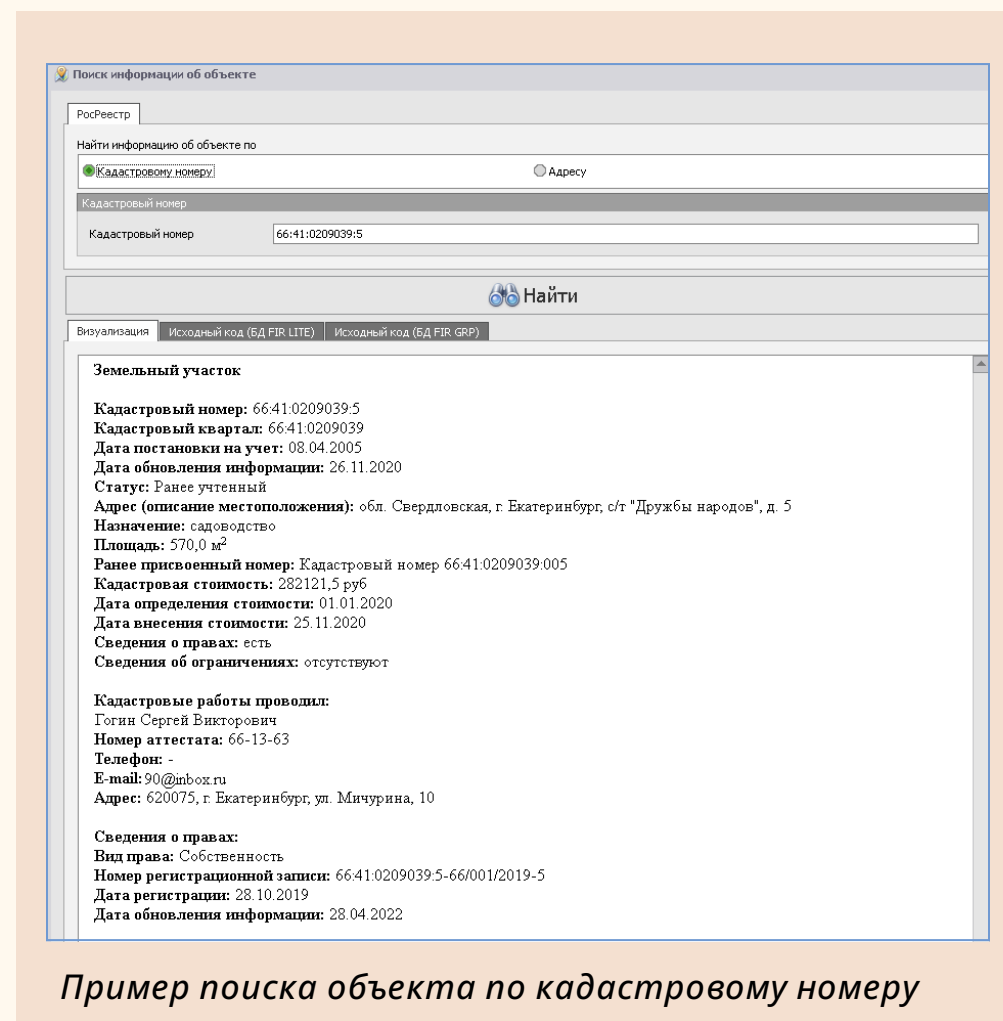 Поиск информации об объекте
РосРеестр
Найти информацию об объекте по
Кадастровому номеру Адресу
Кадастровый номер
Кадастровый номер 66:41:0209039:5
Найти
Визуализация Исходный код (БД FIR LITE) Исходный код (БД FIR GRP)
Земельный участок
Кадастровый номер: 66:41:0209039:5
Кадастровый квартал: 66:41:0209039
Дата постановки на учет: 08.04.2005
Дата обновления информации: 26.11.2020
Статус: Ранее учтенный
Адрес (описание местоположения): обл. Свердловская, г. Екатеринбург, с/т "Дружбы народов", д. 5
Назначение: садоводство
Площадь: 570,0 м²
Ранее присвоенный номер: Кадастровый номер 66:41:0209039:005
Кадастровая стоимость: 282121,5 руб
Дата определения стоимости: 01.01.2020
Дата внесения стоимости: 25.11.2020
Сведения о правах: есть
Сведения об ограничениях: отсутствуют
Кадастровые работы проводил:
Гогин Сергей Викторович
Номер аттестата: 66-13-63
Телефон: -
E-mail: 90@inbox.ru
Адрес: 620075, г. Екатеринбург, ул. Мичурина, 10
Сведения о правах:
Вид права: Собственность
Номер регистрационной записи: 66:41:0209039:5-66/001/2019-5
Дата регистрации: 28.10.2019
Дата обновления информации: 28.04.2022
Пример поиска объекта по кадастровому номеру